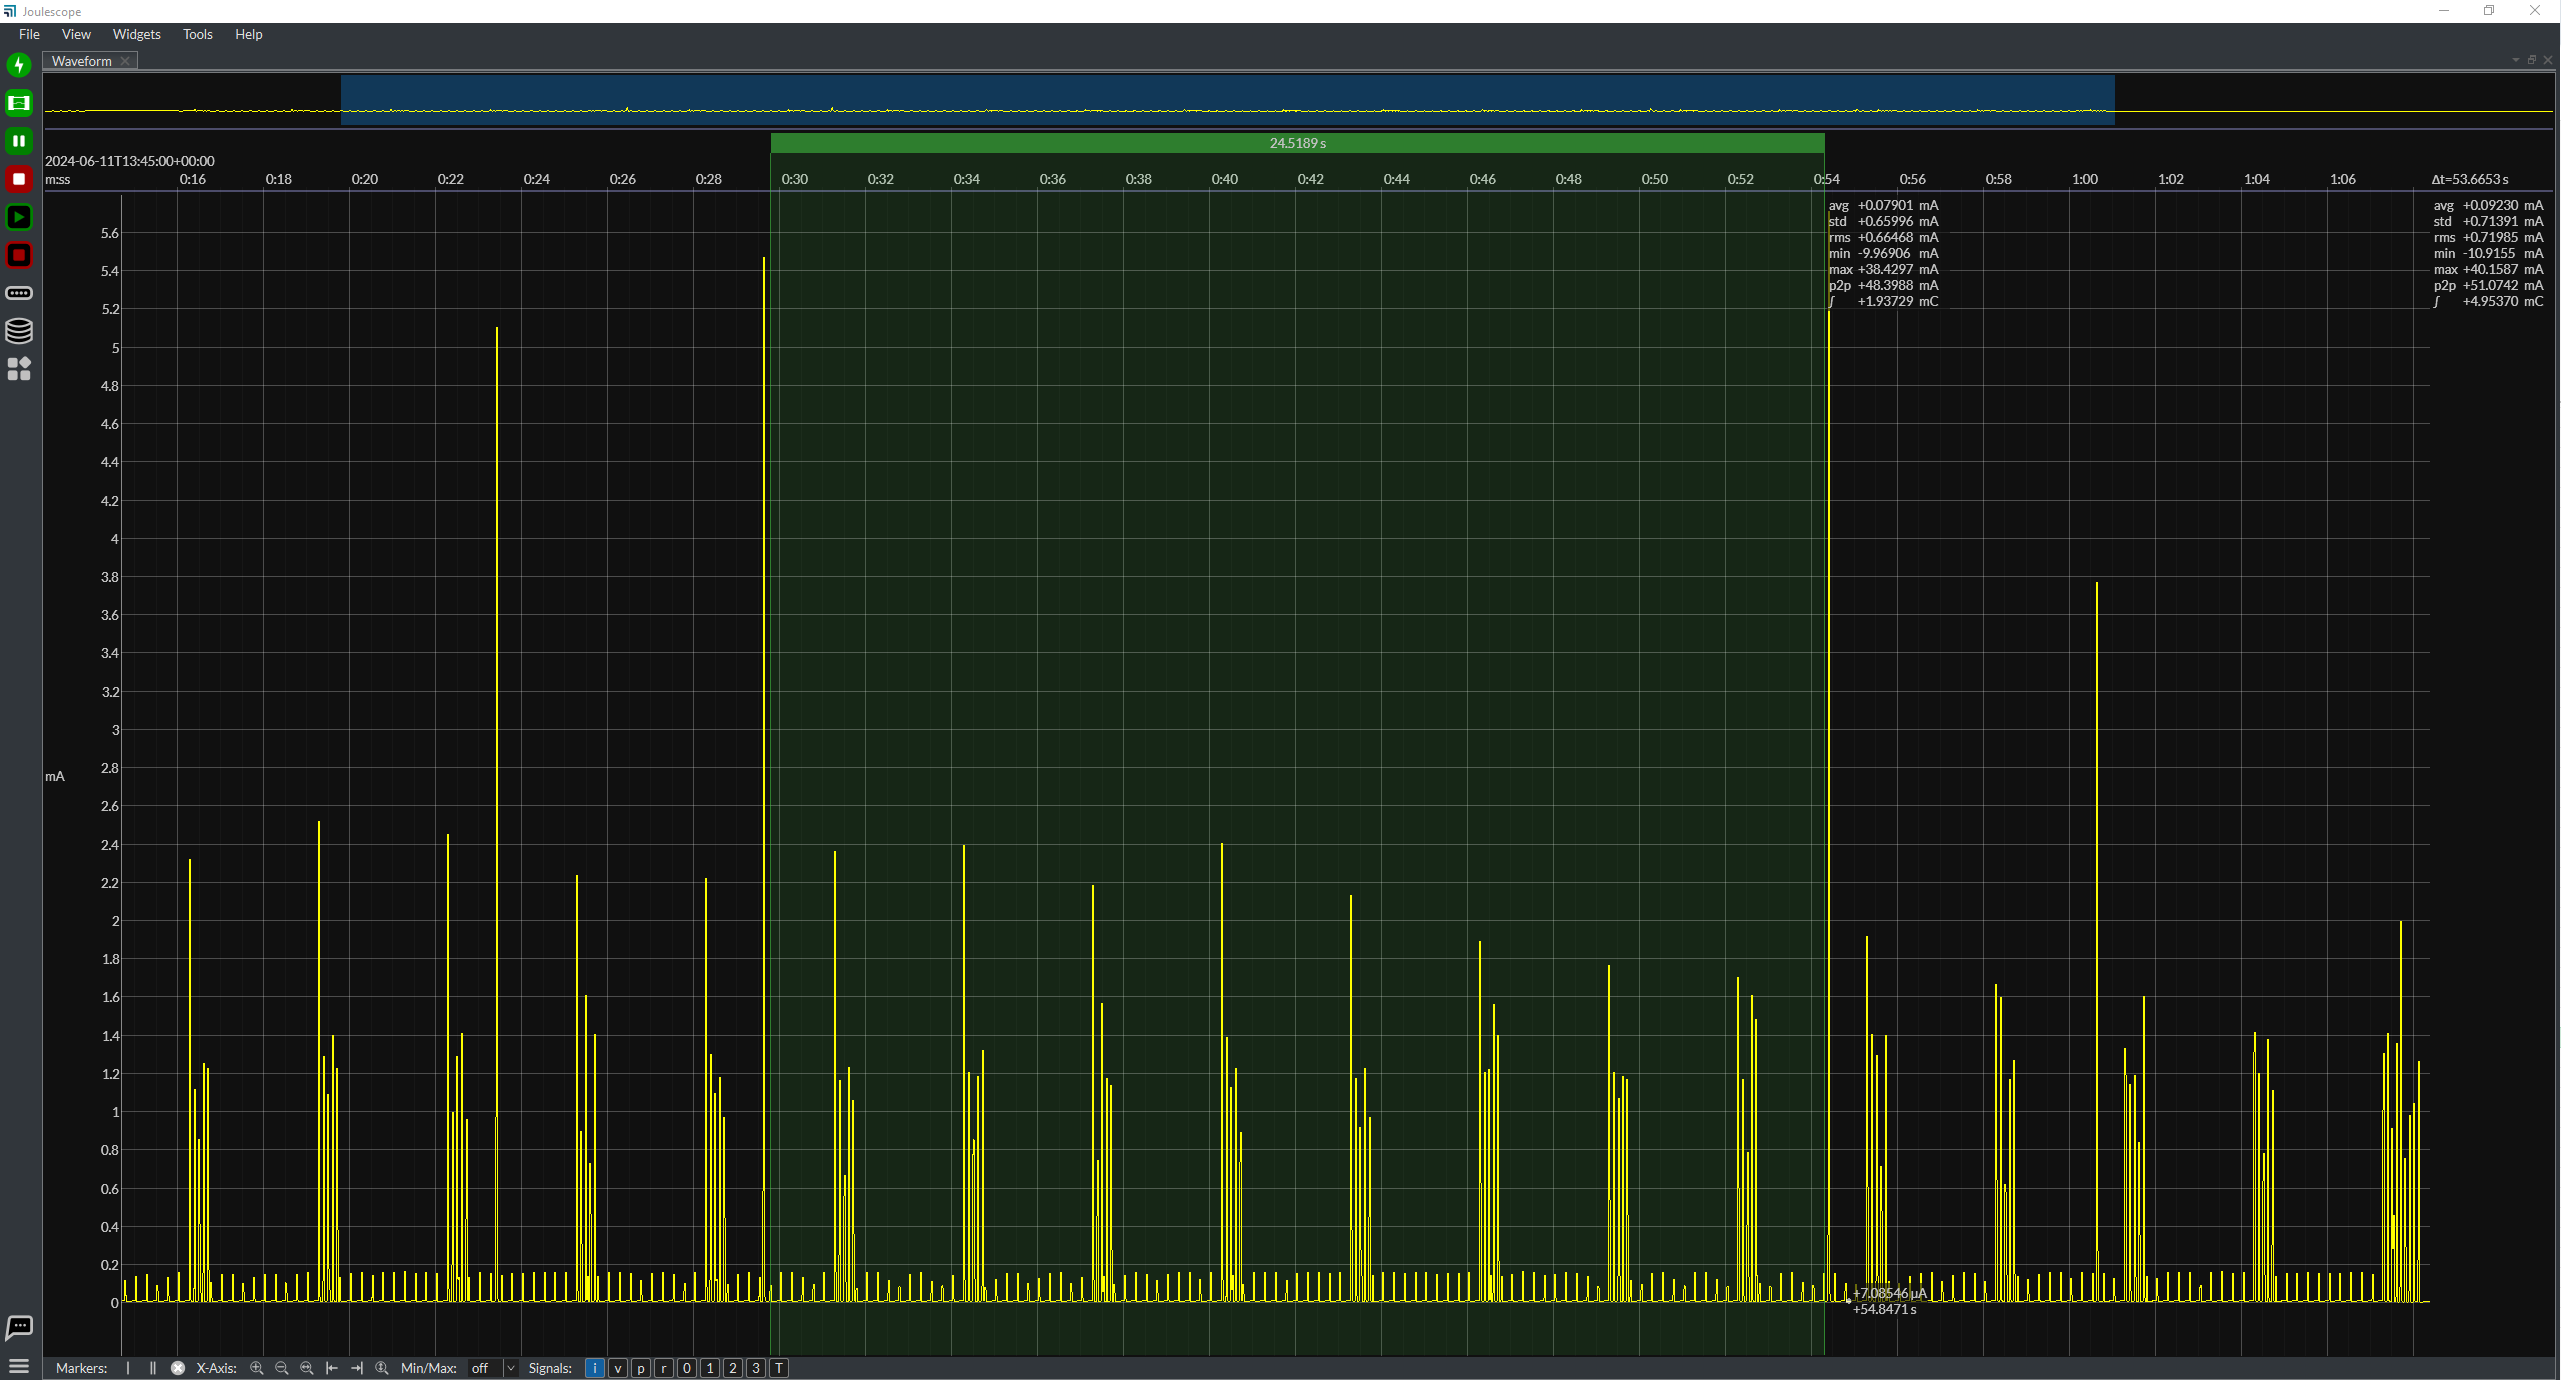 Joulescope
File View Widgets Tools Help
Waveform
24.5189 s
2024-06-11T13:45:00+00:00
m:ss 0:16 0:18 0:20 0:22 0:24 0:26 0:28 0:30 0:32 0:34 0:36 0:38 0:40 0:42 0:44 0:46 0:48 0:50 0:52 0:54 0:56 0:58 1:00 1:02 1:04 1:06 Δt=53.6653 s
avg +0.07901 mA
std +0.65996 mA
rms +0.66468 mA
min -9.96906 mA
max +38.4297 mA
p2p +48.3988 mA
∫ +1.93729 mC
avg +0.09230 mA
std +0.71391 mA
rms +0.71985 mA
min -10.9155 mA
max +40.1587 mA
p2p +51.0742 mA
∫ +4.95370 mC
5.6
5.4
5.2
5
4.8
4.6
4.4
4.2
4
3.8
3.6
3.4
3.2
3
2.8
mA
2.6
2.4
2.2
2
1.8
1.6
1.4
1.2
1
0.8
0.6
0.4
0.2
0
+7.08546 µA
+54.8471 s
Markers: X-Axis: Min/Max: off Signals: i v p r 0 1 2 3 T